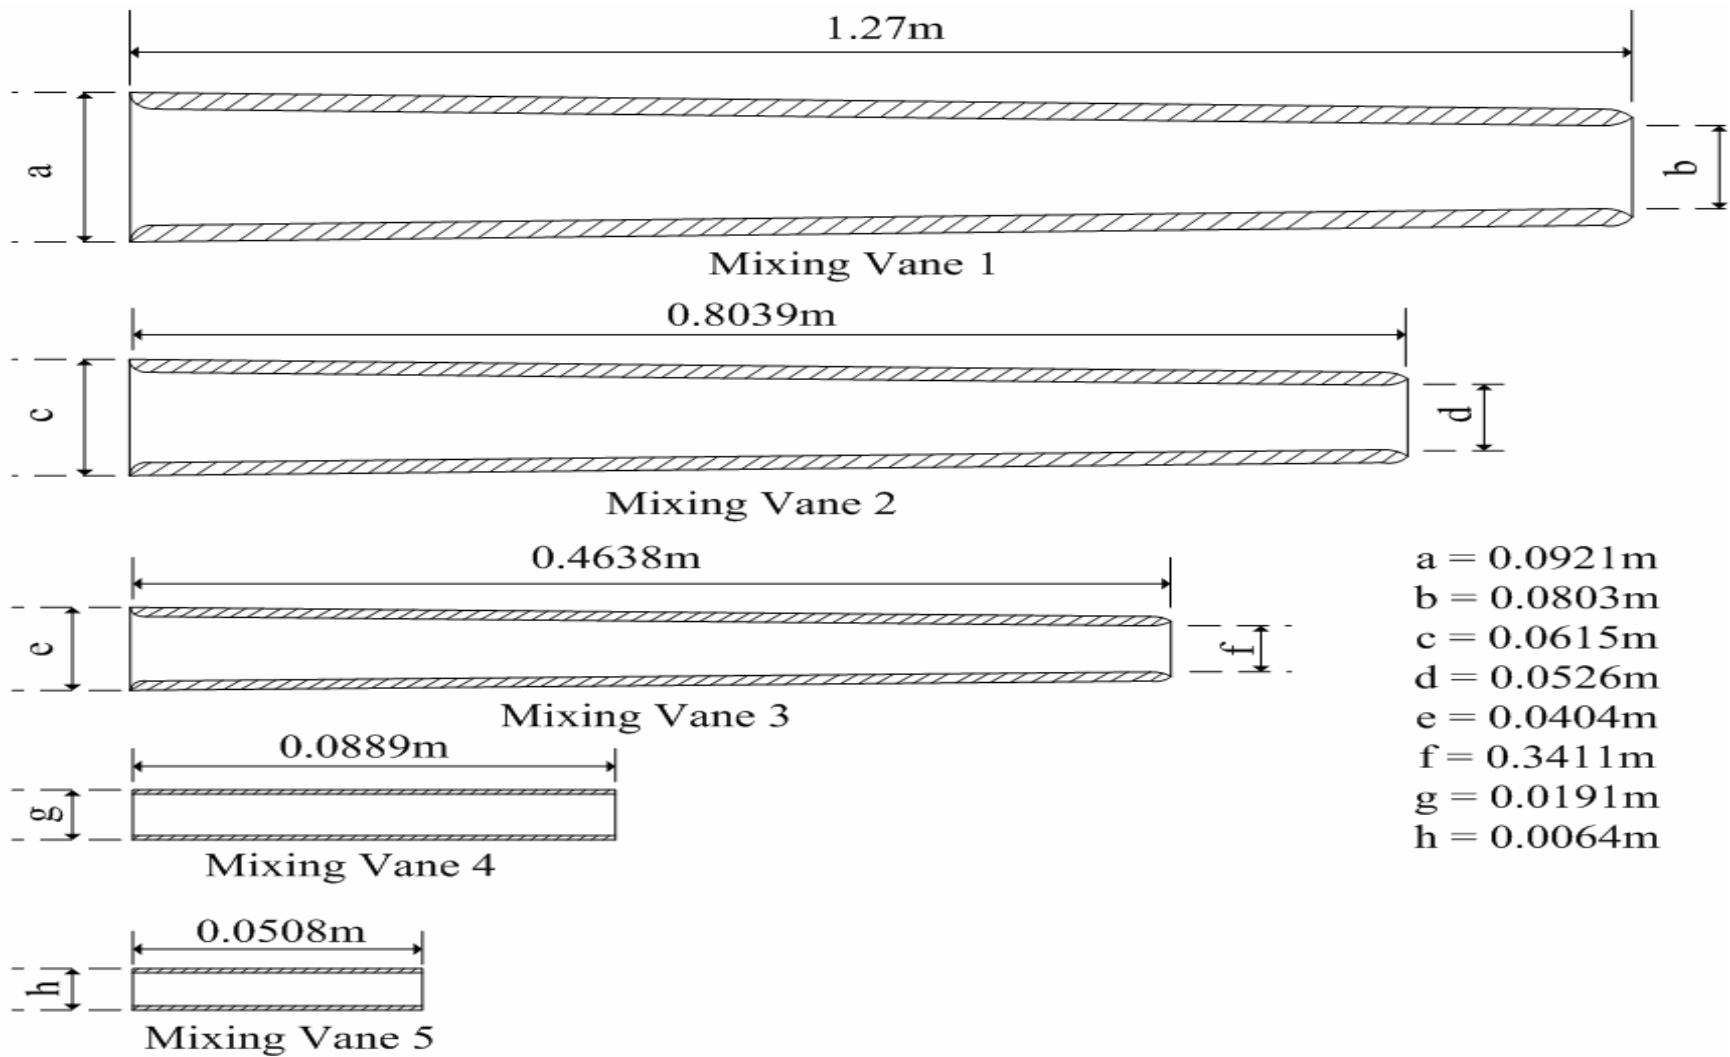 1.27m
a
b
Mixing Vane 1
0.8039m
c
d
Mixing Vane 2
0.4638m
e
f
Mixing Vane 3
0.0889m
g
Mixing Vane 4
0.0508m
h
Mixing Vane 5
a = 0.0921m
b = 0.0803m
c = 0.0615m
d = 0.0526m
e = 0.0404m
f = 0.3411m
g = 0.0191m
h = 0.0064m